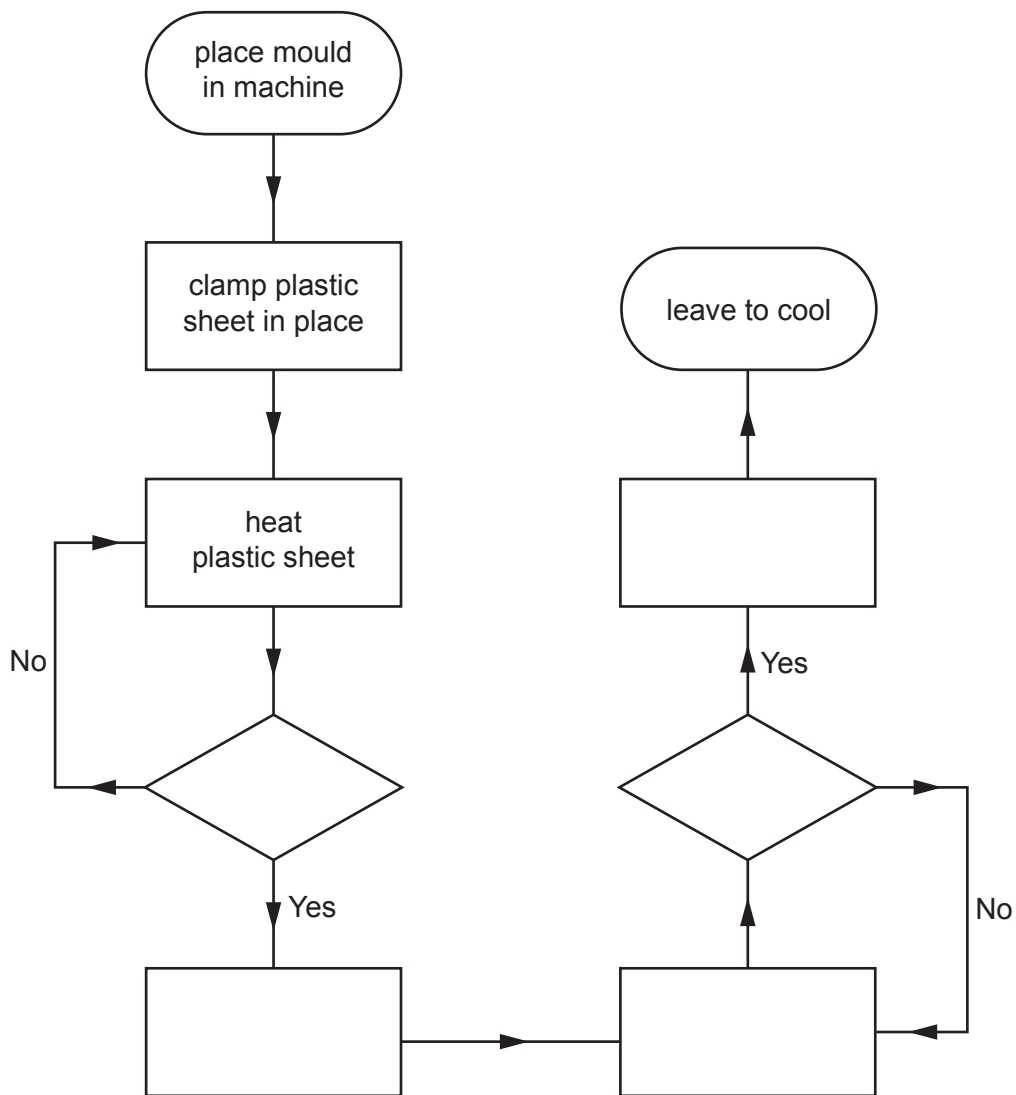 place mould
in machine
clamp plastic
sheet in place
heat
plastic sheet
No
Yes
leave to cool
Yes
No